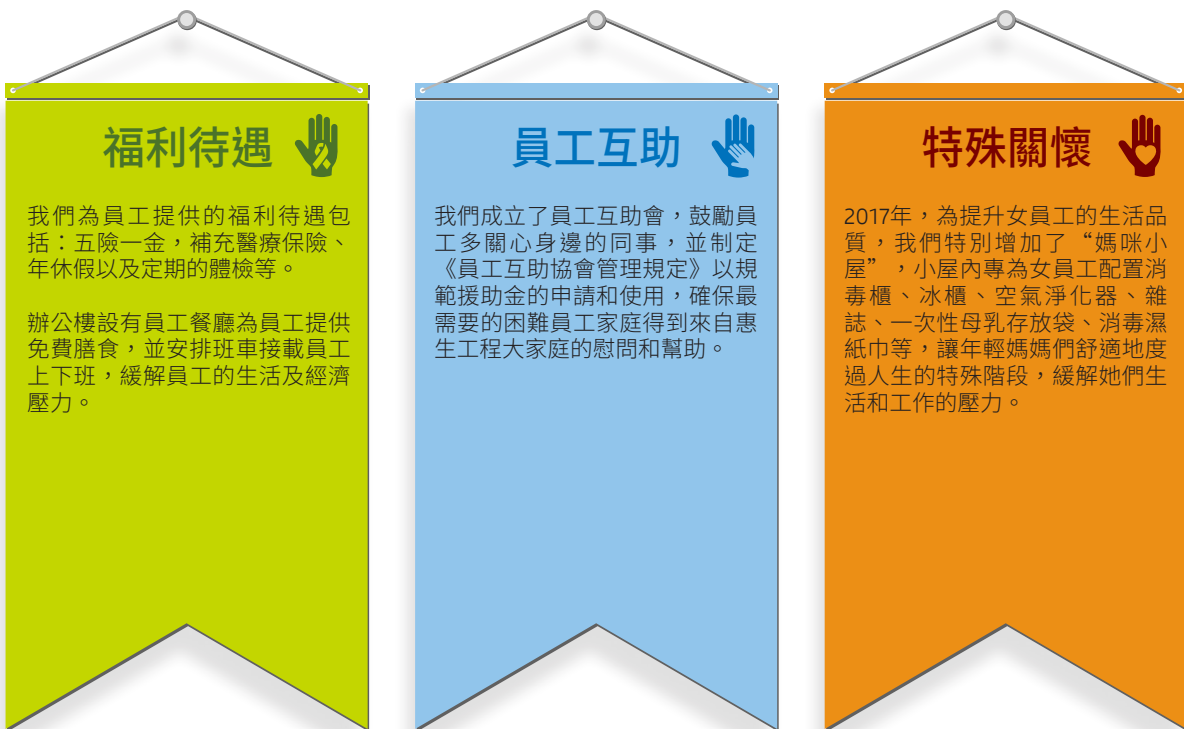 福利待遇
我們為員工提供的福利待遇包
括：五險一金，補充醫療保險、
年休假以及定期的體檢等。
辦公樓設有員工餐廳為員工提供
免費膳食，並安排班車接載員工
上下班，緩解員工的生活及經濟
壓力。
員工互助
我們成立了員工互助會，鼓勵員
工多關心身邊的同事，並制定
《員工互助協會管理規定》以規
範援助金的申請和使用，確保最
需要的困難員工家庭得到來自惠
生工程大家庭的慰問和幫助。
特殊關懷
2017年，為提升女員工的生活品
質，我們特別增加了“媽咪小
屋”，小屋內專為女員工配置消
毒櫃、冰櫃、空氣淨化器、雜
誌、一次性母乳存放袋、消毒濕
紙巾等，讓年輕媽媽們舒適地度
過人生的特殊階段，緩解她們生
活和工作的壓力。